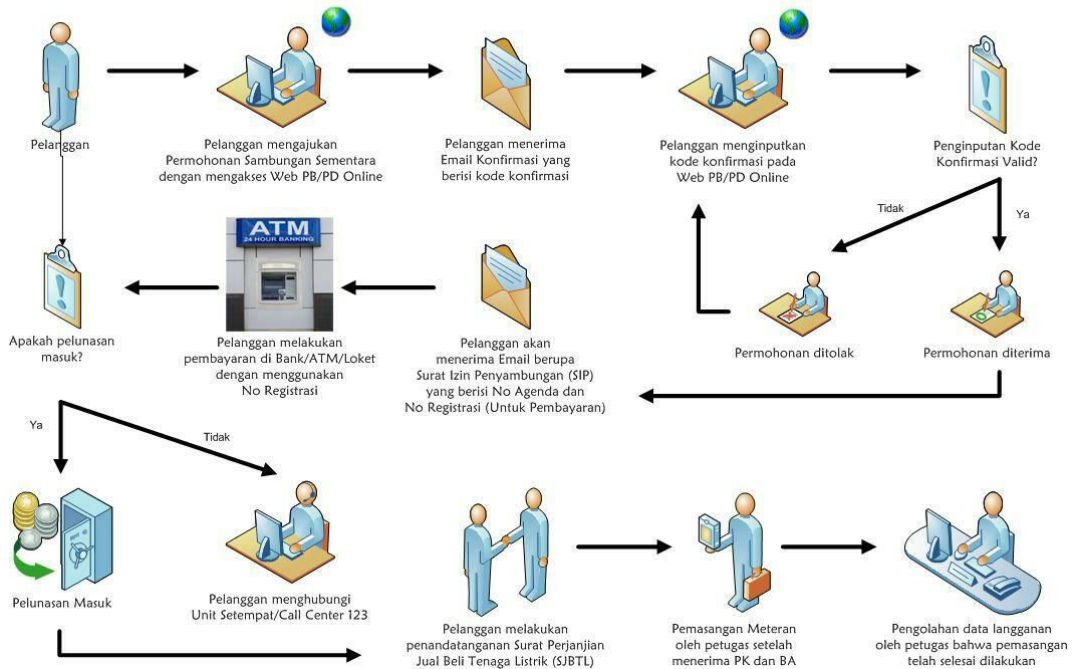 Pelanggan
Pelanggan mengajukan
Permohonan Sambungan Sementara
dengan mengakses Web PB/PD Online
Pelanggan menerima
Email Konfirmasi yang
berisi kode konfirmasi
Pelanggan menginputkan
kode konfirmasi pada
Web PB/PD Online
Penginputan Kode
Konfirmasi Valid?
Tidak
Ya
Permohonan ditolak
Permohonan diterima
Pelanggan akan
menerima Email berupa
Surat Izin Penyambungan (SIP)
yang berisi No Agenda dan
No Registrasi (Untuk Pembayaran)
ATM
24 HOUR BANKING
Pelanggan melakukan
pembayaran di Bank/ATM/Loket
dengan menggunakan
No Registrasi
Apakah pelunasan
masuk?
Ya
Tidak
Pelunasan Masuk
Pelanggan menghubungi
Unit Setempat/Call Center 123
Pelanggan melakukan
penandatanganan Surat Perjanjian
Jual Beli Tenaga Listrik (SJBTL)
Pemasangan Meteran
oleh petugas setelah
menerima PK dan BA
Pengolahan data langganan
oleh petugas bahwa pemasangan
telah selesai dilakukan